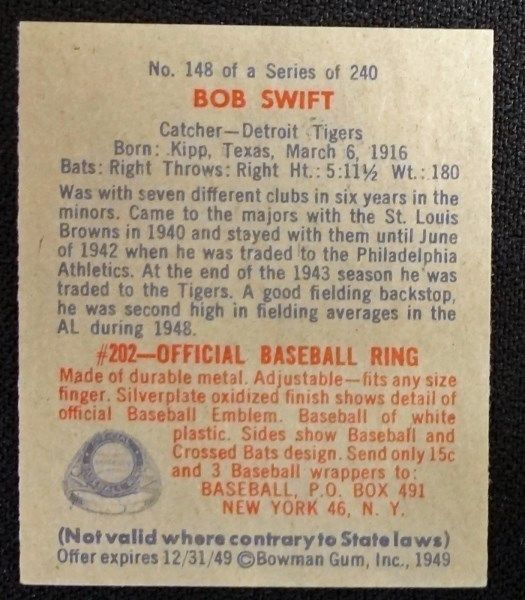 No. 148 of a Series of 240
BOB SWIFT
Catcher—Detroit Tigers
Born: Kipp, Texas, March 6, 1916
Bats: Right Throws: Right Ht.: 5:11½ Wt.: 180
Was with seven different clubs in six years in the
minors. Came to the majors with the St. Louis
Browns in 1940 and stayed with them until June
of 1942 when he was traded to the Philadelphia
Athletics. At the end of the 1943 season he was
traded to the Tigers. A good fielding backstop,
he was second high in fielding averages in the
AL during 1948.
#202—OFFICIAL BASEBALL RING
Made of durable metal. Adjustable—fits any size
finger. Silverplate oxidized finish shows detail of
official Baseball Emblem. Baseball of white
plastic. Sides show Baseball and
Crossed Bats design. Send only 15c
and 3 Baseball wrappers to:
BASEBALL, P.O. BOX 491
NEW YORK 46, N. Y.
(Not valid where contrary to State laws)
Offer expires 12/31/49 ©Bowman Gum, Inc., 1949